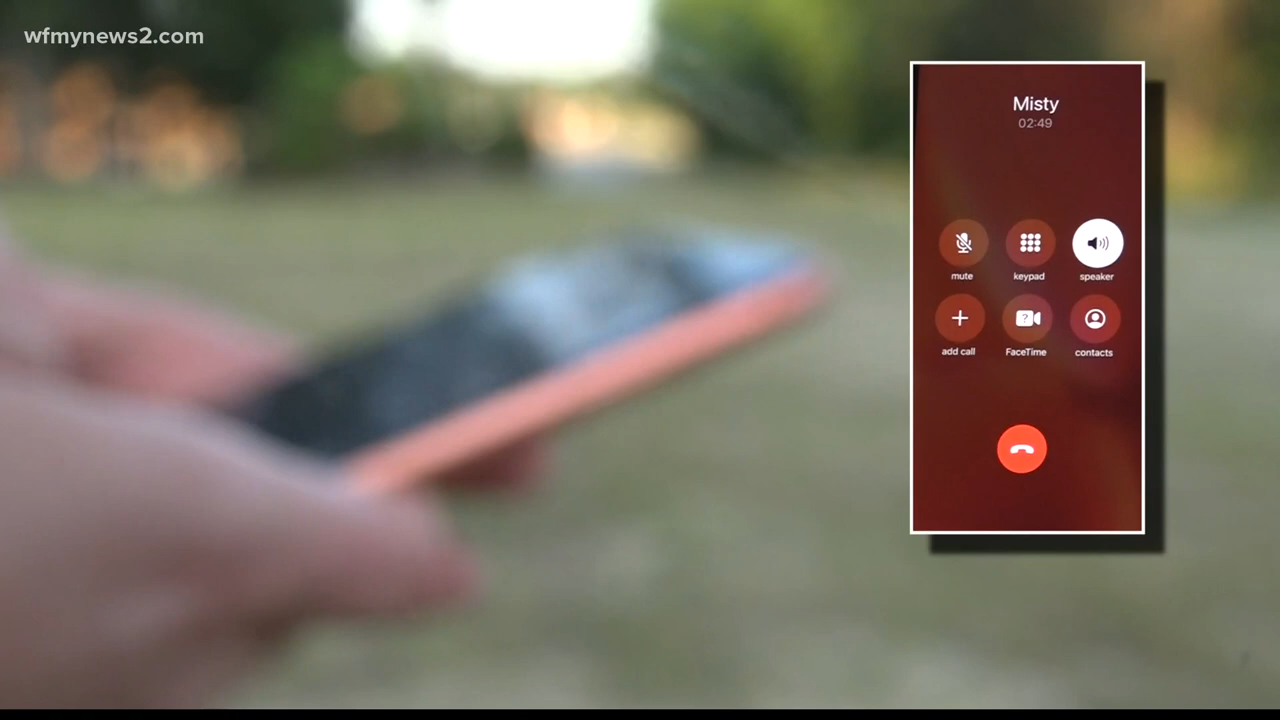 wfmynews2.com
Misty
02:49
mute keypad speaker
?
add call FaceTime contacts